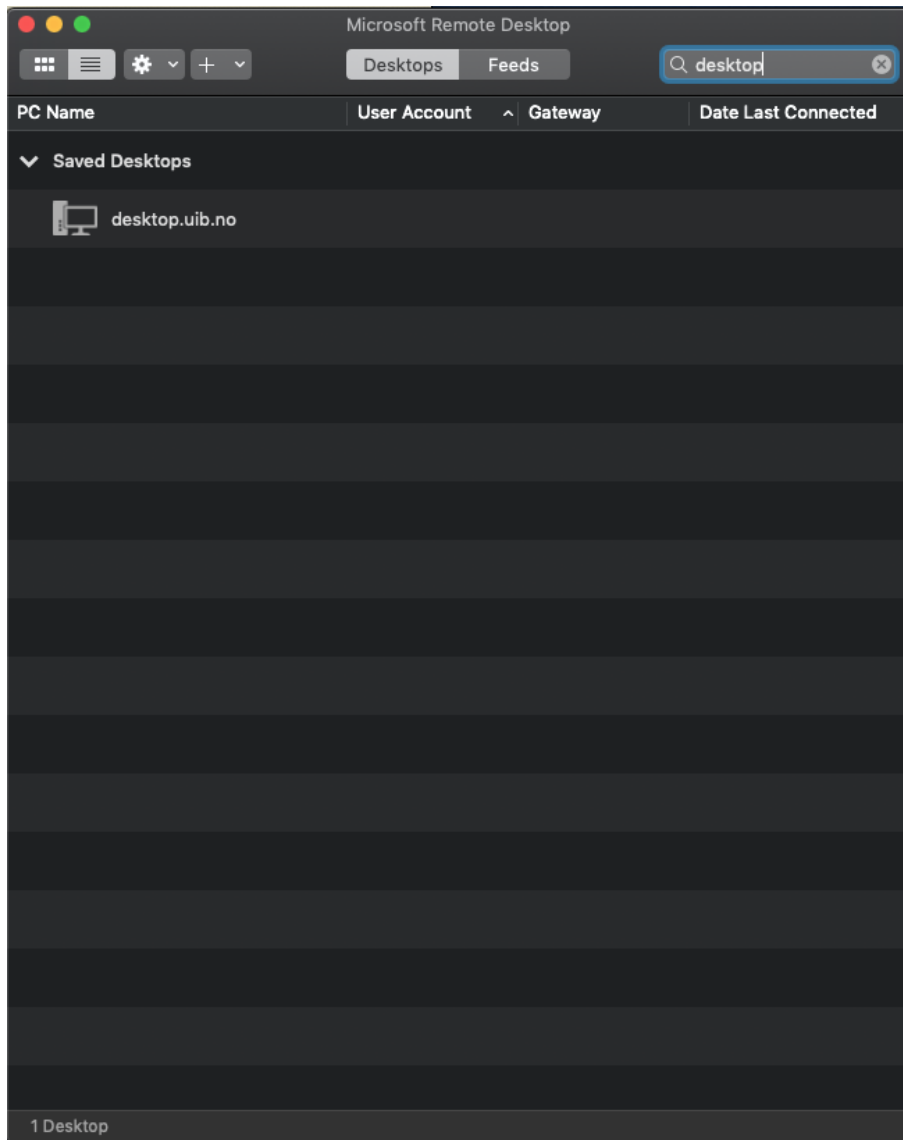 Microsoft Remote Desktop
Desktops Feeds desktop
PC Name User Account Gateway Date Last Connected
Saved Desktops
desktop.uib.no
1 Desktop